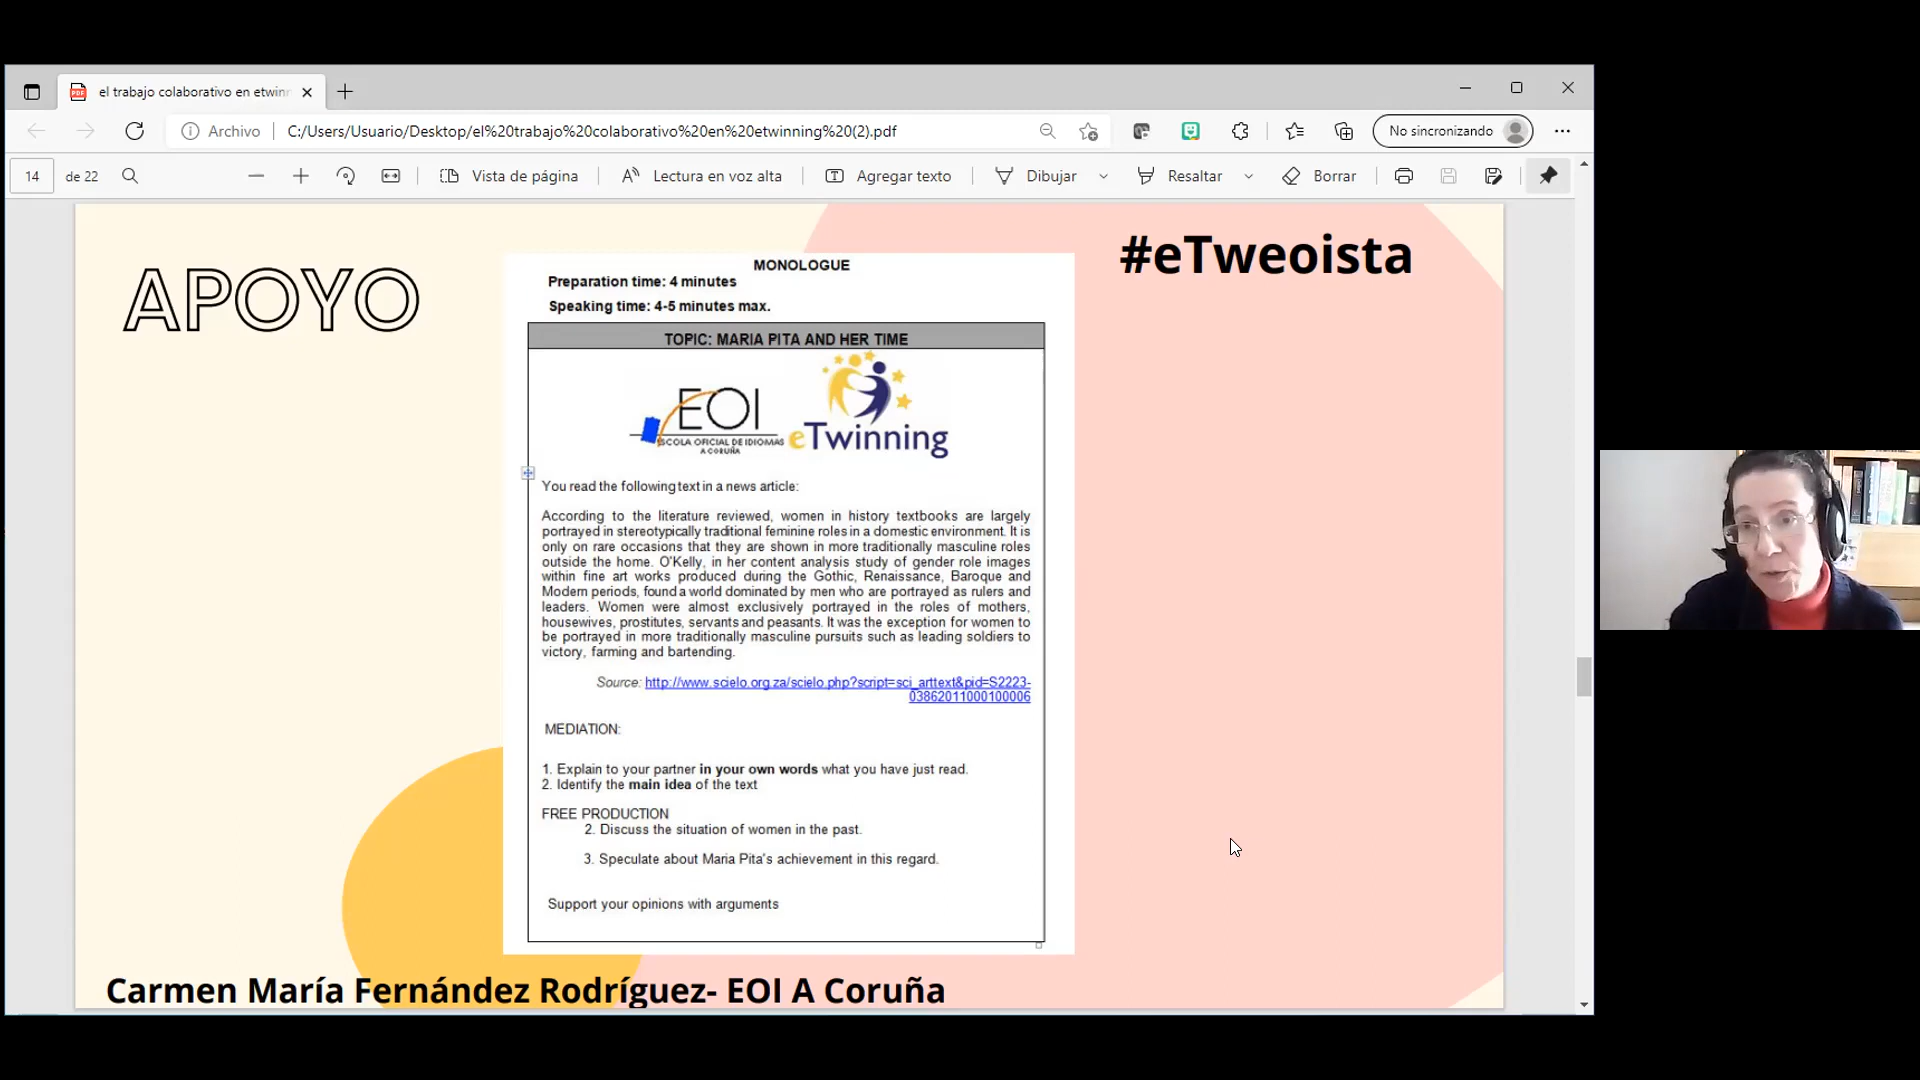 el trabajo colaborativo en etwinn
Archivo
C:/Users/Usuario/Desktop/el%20trabajo%20colaborativo%20en%20etwinning%20(2).pdf
No sincronizando
14
de 22
Vista de página
Lectura en voz alta
Agregar texto
Dibujar
Resaltar
Borrar
APOYO
#eTweoista
MONOLOGUE
Preparation time: 4 minutes
Speaking time: 4-5 minutes max.
TOPIC: MARIA PITA AND HER TIME
EOI
ESCOLA OFICIAL DE IDIOMAS
A CORUÑA
eTwinning
You read the following text in a news article:
According to the literature reviewed, women in history textbooks are largely
portrayed in stereotypically traditional feminine roles in a domestic environment. It is
only on rare occasions that they are shown in more traditionally masculine roles
outside the home. O'Kelly, in her content analysis study of gender role images
within fine art works produced during the Gothic, Renaissance, Baroque and
Modern periods, found a world dominated by men who are portrayed as rulers and
leaders. Women were almost exclusively portrayed in the roles of mothers,
housewives, prostitutes, servants and peasants. It was the exception for women to
be portrayed in more traditionally masculine pursuits such as leading soldiers to
victory, farming and bartending.
Source: http://www.scielo.org.za/scielo.php?script=sci_arttext&pid=S2223-
03862011000100006
MEDIATION:
1. Explain to your partner in your own words what you have just read.
2. Identify the main idea of the text
FREE PRODUCTION
2. Discuss the situation of women in the past.
3. Speculate about Maria Pita's achievement in this regard.
Support your opinions with arguments
Carmen María Fernández Rodríguez- EOI A Coruña